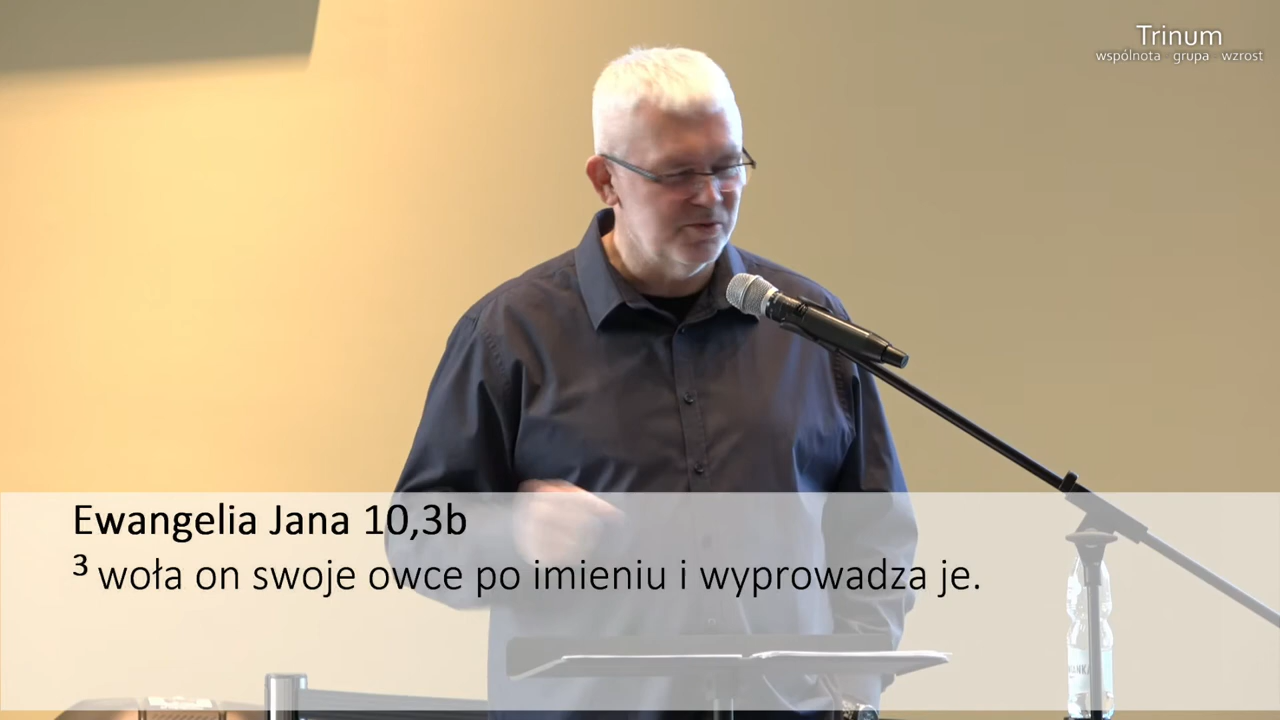 Trinum
wspólnota grupa wzrost
Ewangelia Jana 10,3b
³ woła on swoje owce po imieniu i wyprowadza je.